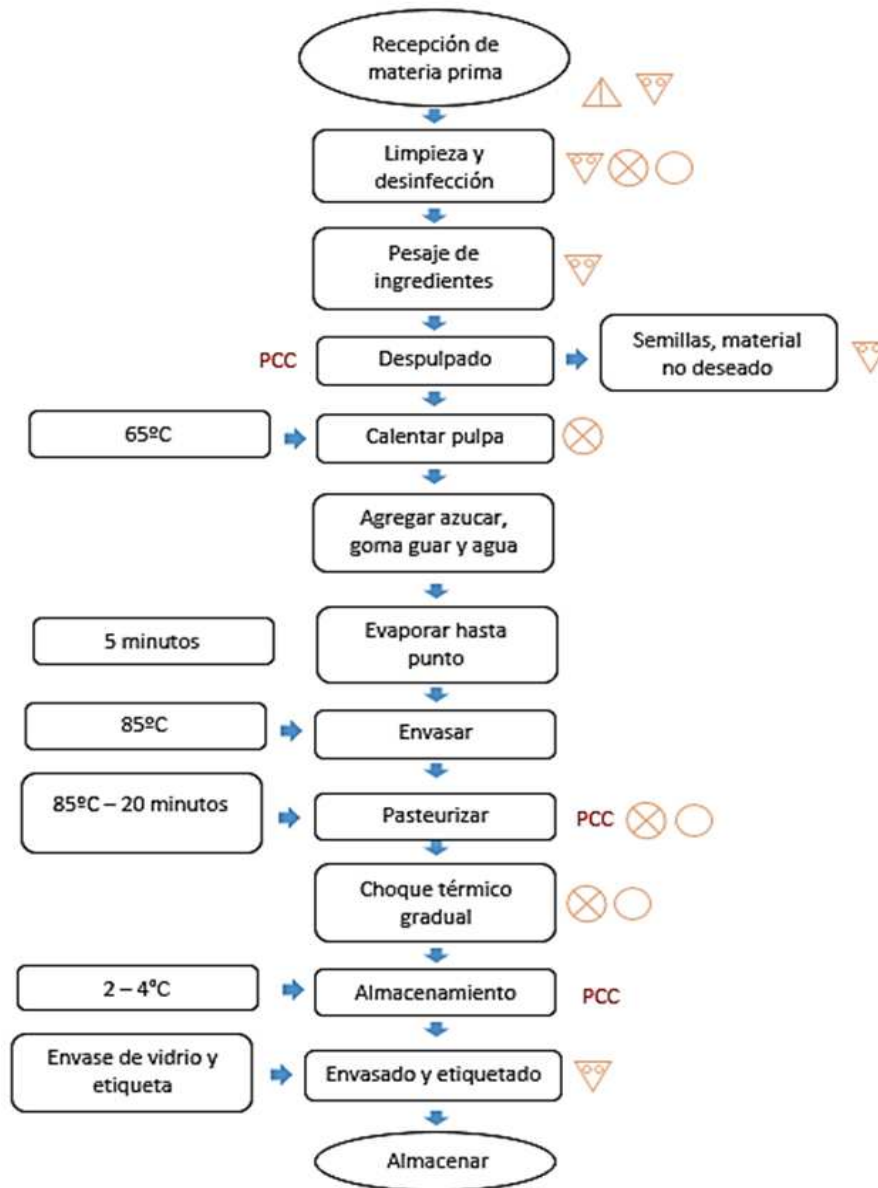 Recepción de
materia prima
Limpieza y
desinfección
Pesaje de
ingredientes
PCC
Despulpado
Semillas, material
no deseado
65ºC
Calentar pulpa
Agregar azucar,
goma guar y agua
5 minutos
Evaporar hasta
punto
85ºC
Envasar
85ºC – 20 minutos
Pasteurizar
PCC
Choque térmico
gradual
2 – 4°C
Almacenamiento
PCC
Envase de vidrio y
etiqueta
Envasado y etiquetado
Almacenar